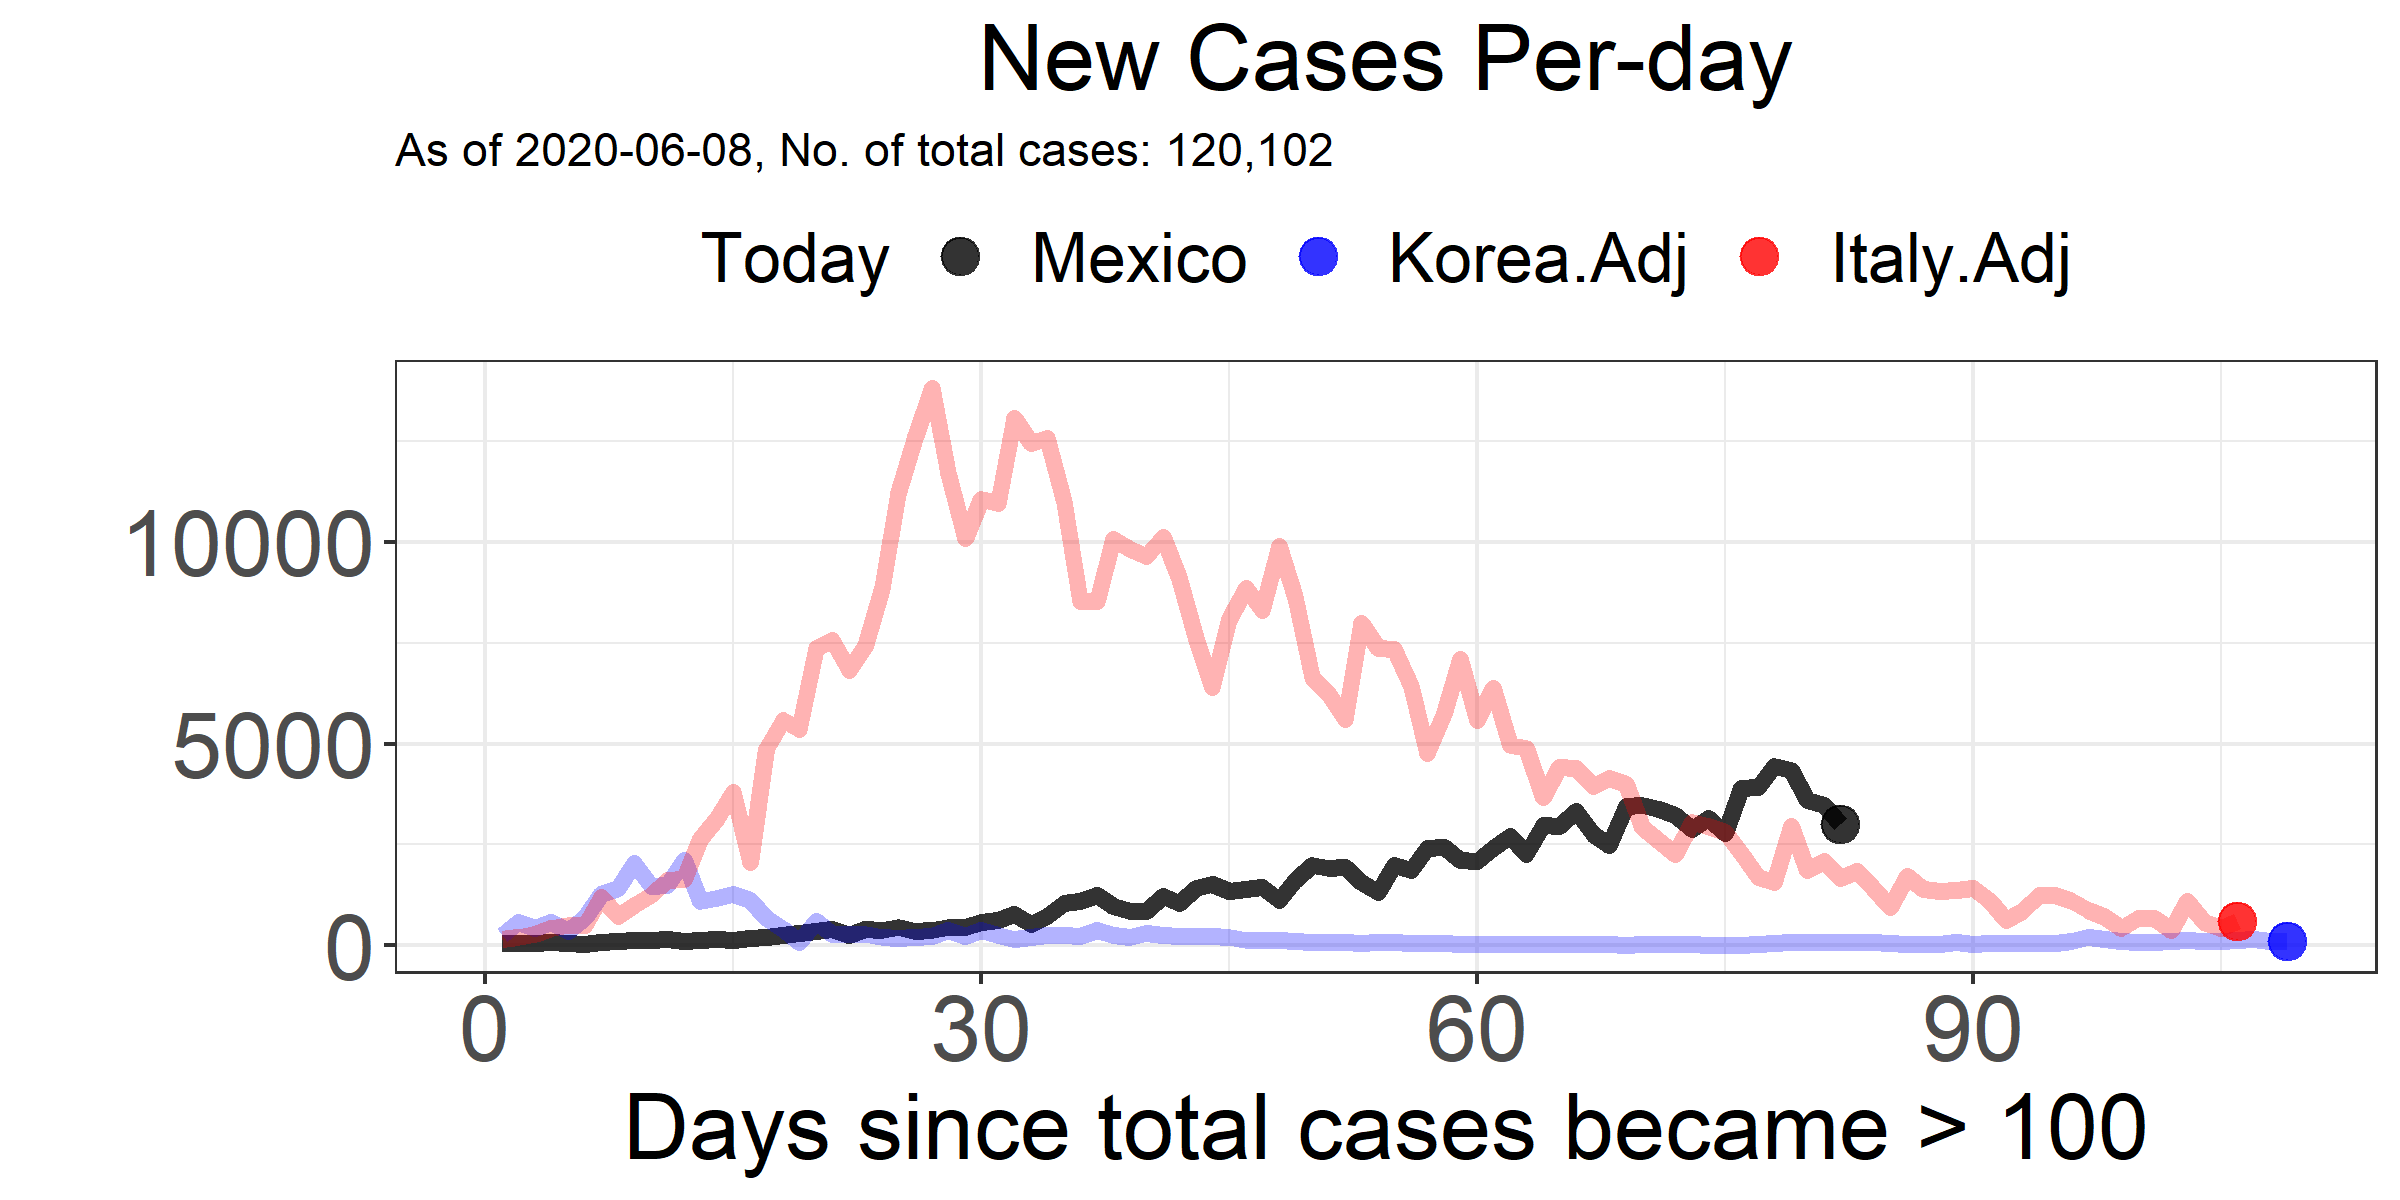 New Cases Per-day
As of 2020-06-08, No. of total cases: 120,102
Today Mexico Korea.Adj Italy.Adj
10000
5000
0
0 30 60 90
Days since total cases became > 100